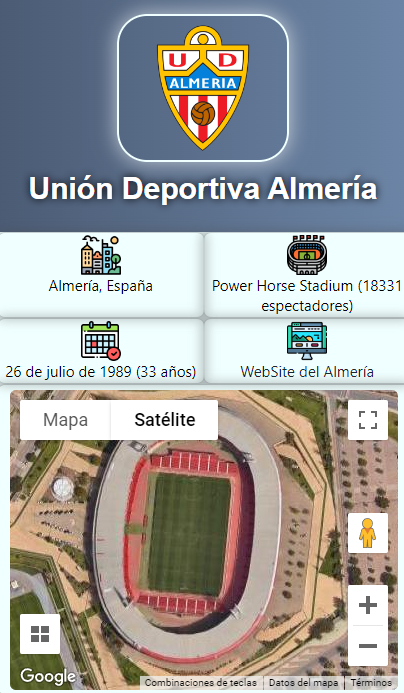 U D
ALMERIA
Unión Deportiva Almería
Almería, España
Power Horse Stadium (18331
espectadores)
26 de julio de 1989 (33 años)
WebSite del Almería
Mapa
Satélite
Google
Combinaciones de teclas
Datos del mapa
Términos